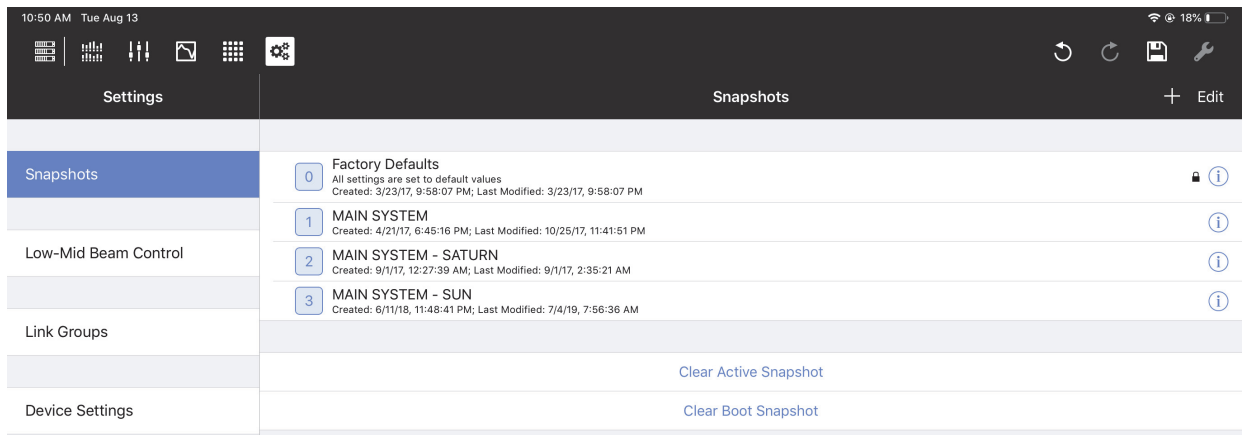 10:50 AM Tue Aug 13
18%
Settings
Snapshots
Edit
Snapshots
0
Factory Defaults
All settings are set to default values
Created: 3/23/17, 9:58:07 PM; Last Modified: 3/23/17, 9:58:07 PM
1
MAIN SYSTEM
Created: 4/21/17, 6:45:16 PM; Last Modified: 10/25/17, 11:41:51 PM
Low-Mid Beam Control
2
MAIN SYSTEM - SATURN
Created: 9/1/17, 12:27:39 AM; Last Modified: 9/1/17, 2:35:21 AM
3
MAIN SYSTEM - SUN
Created: 6/11/18, 11:48:41 PM; Last Modified: 7/4/19, 7:56:36 AM
Link Groups
Clear Active Snapshot
Device Settings
Clear Boot Snapshot